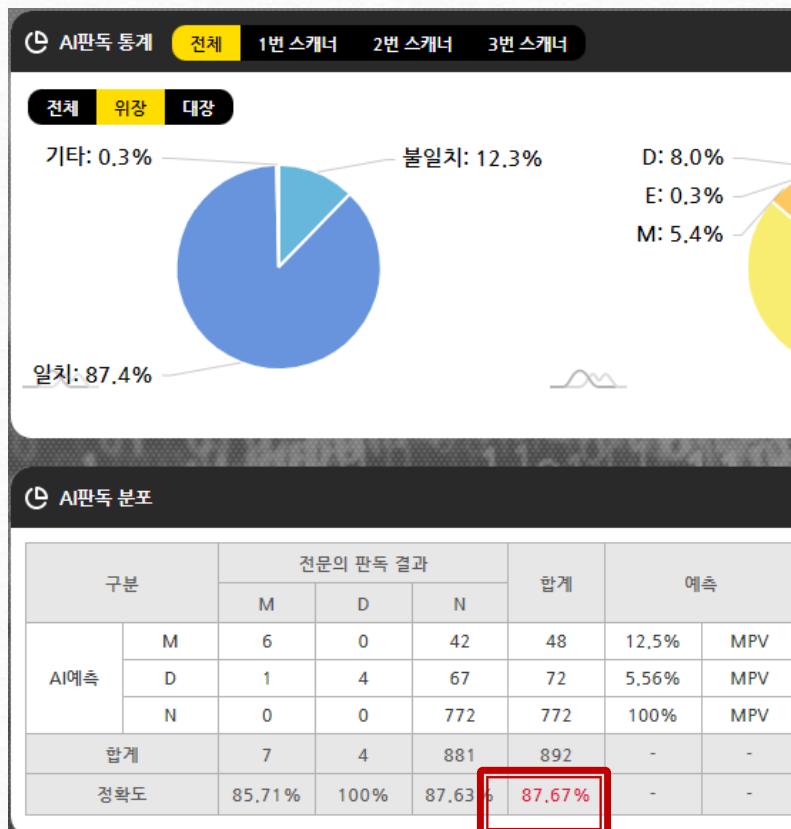 AI판독 통계 전체 1번 스캐너 2번 스캐너 3번 스캐너
전체 위장 대장
기타: 0.3% 불일치: 12.3% D: 8.0%
E: 0.3%
M: 5.4%
일치: 87.4%
AI판독 분포
구분 전문의 판독 결과 합계 예측
M D N
AI예측 M 6 0 42 48 12.5% MPV
D 1 4 67 72 5.56% MPV
N 0 0 772 772 100% MPV
합계 7 4 881 892 - -
정확도 85.71% 100% 87.63% 87.67% - -